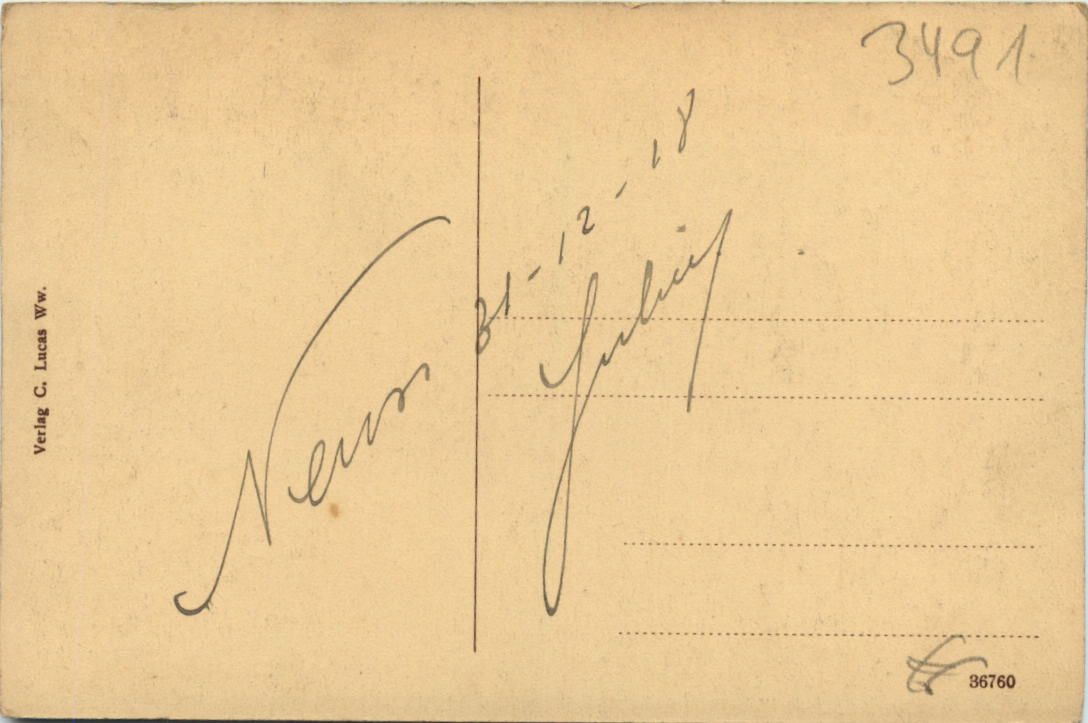 3491
Verlag C. Lucas Ww.
Neuss 31-12-18
36760